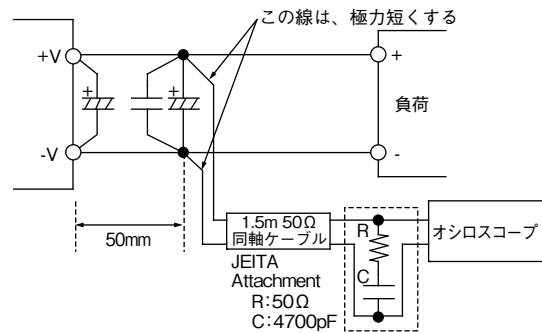 この線は、極力短くする
+V
+
+
+
負荷
-V
-
50mm
1.5m 50Ω
同軸ケーブル
R
オシロスコープ
C
JEITA
Attachment
R:50Ω
C:4700pF